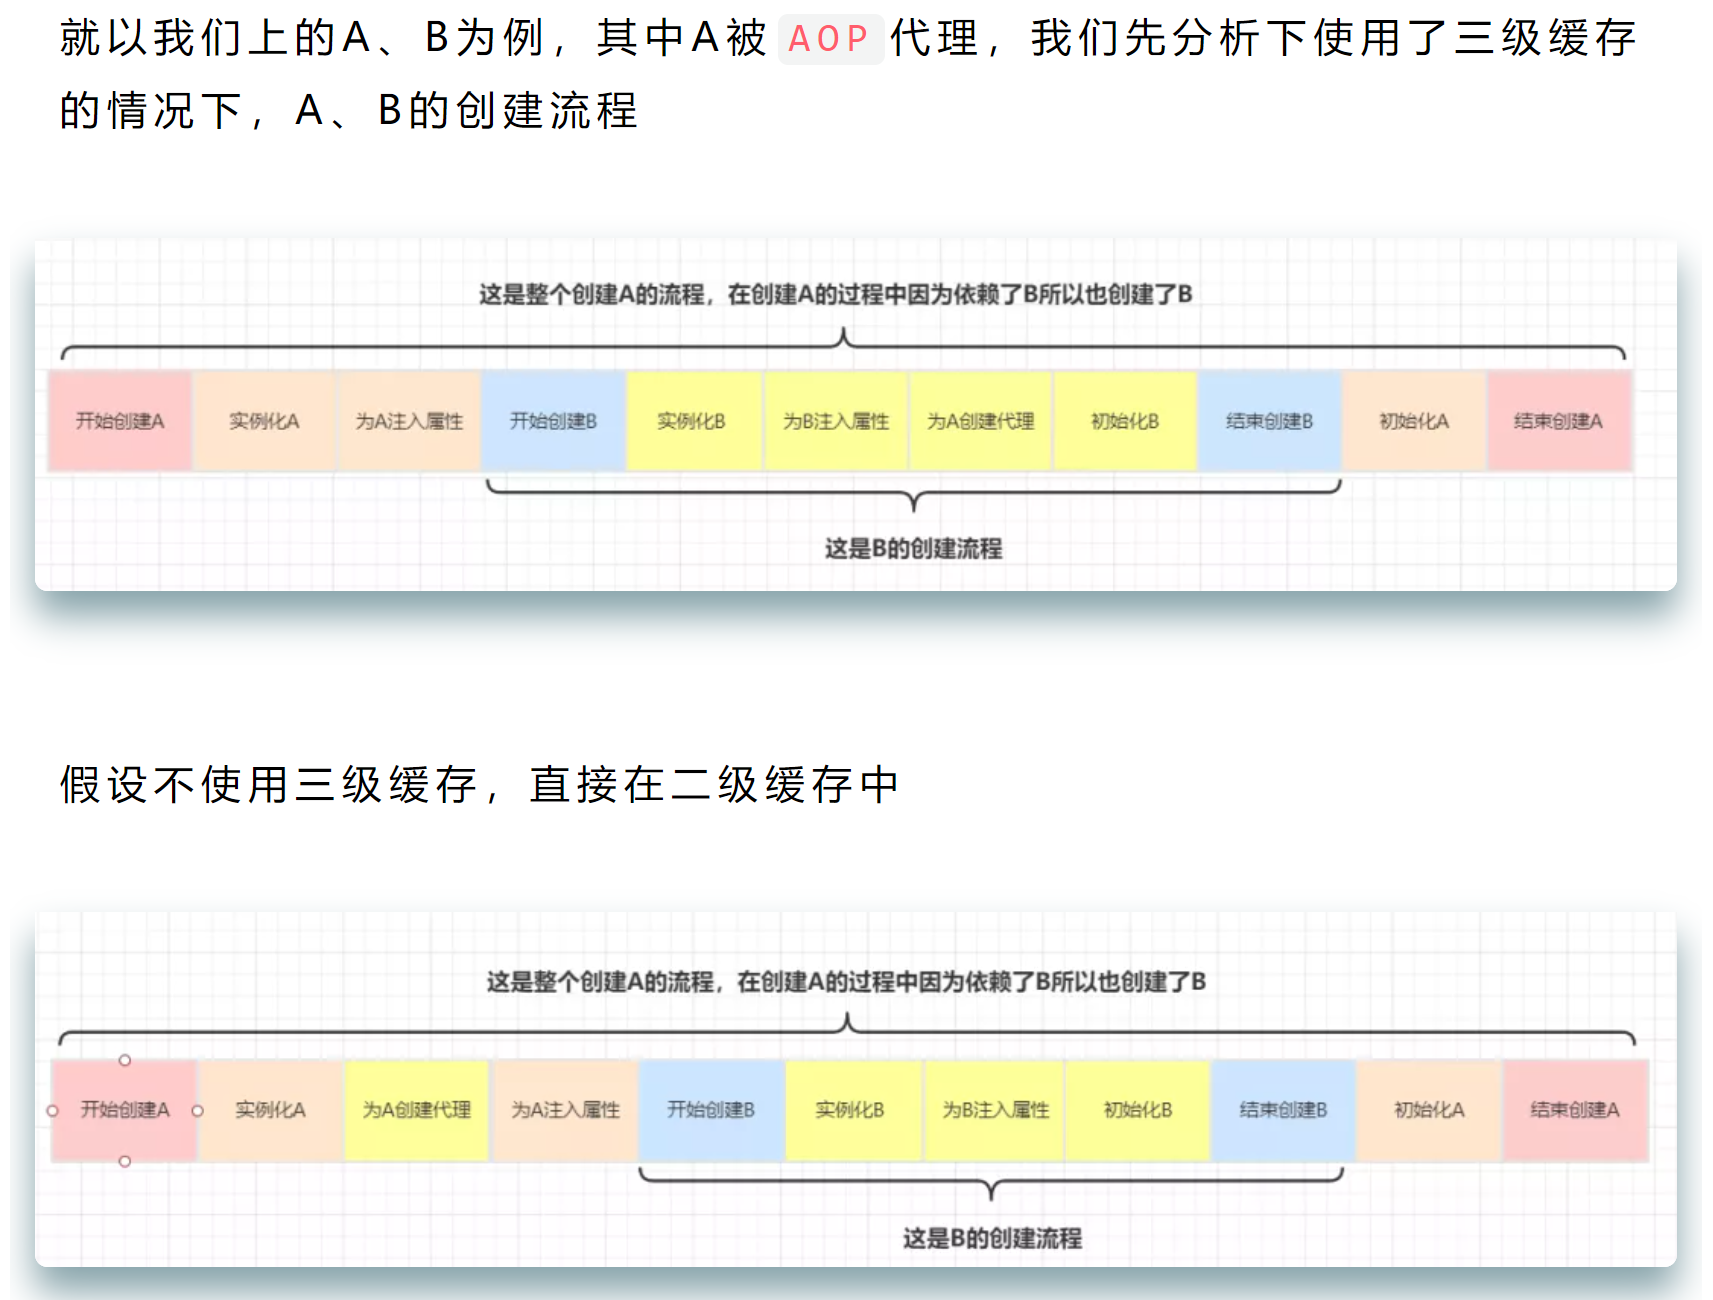 就以我们上的A、B为例，其中A被AOP代理，我们先分析下使用了三级缓存
的情况下，A、B的创建流程
这是整个创建A的流程，在创建A的过程中因为依赖了B所以也创建了B
开始创建A 实例化A 为A注入属性 开始创建B 实例化B 为B注入属性 为A创建代理 初始化B 结束创建B 初始化A 结束创建A
这是B的创建流程
假设不使用三级缓存，直接在二级缓存中
这是整个创建A的流程，在创建A的过程中因为依赖了B所以也创建了B
开始创建A 实例化A 为A创建代理 为A注入属性 开始创建B 实例化B 为B注入属性 初始化B 结束创建B 初始化A 结束创建A
这是B的创建流程